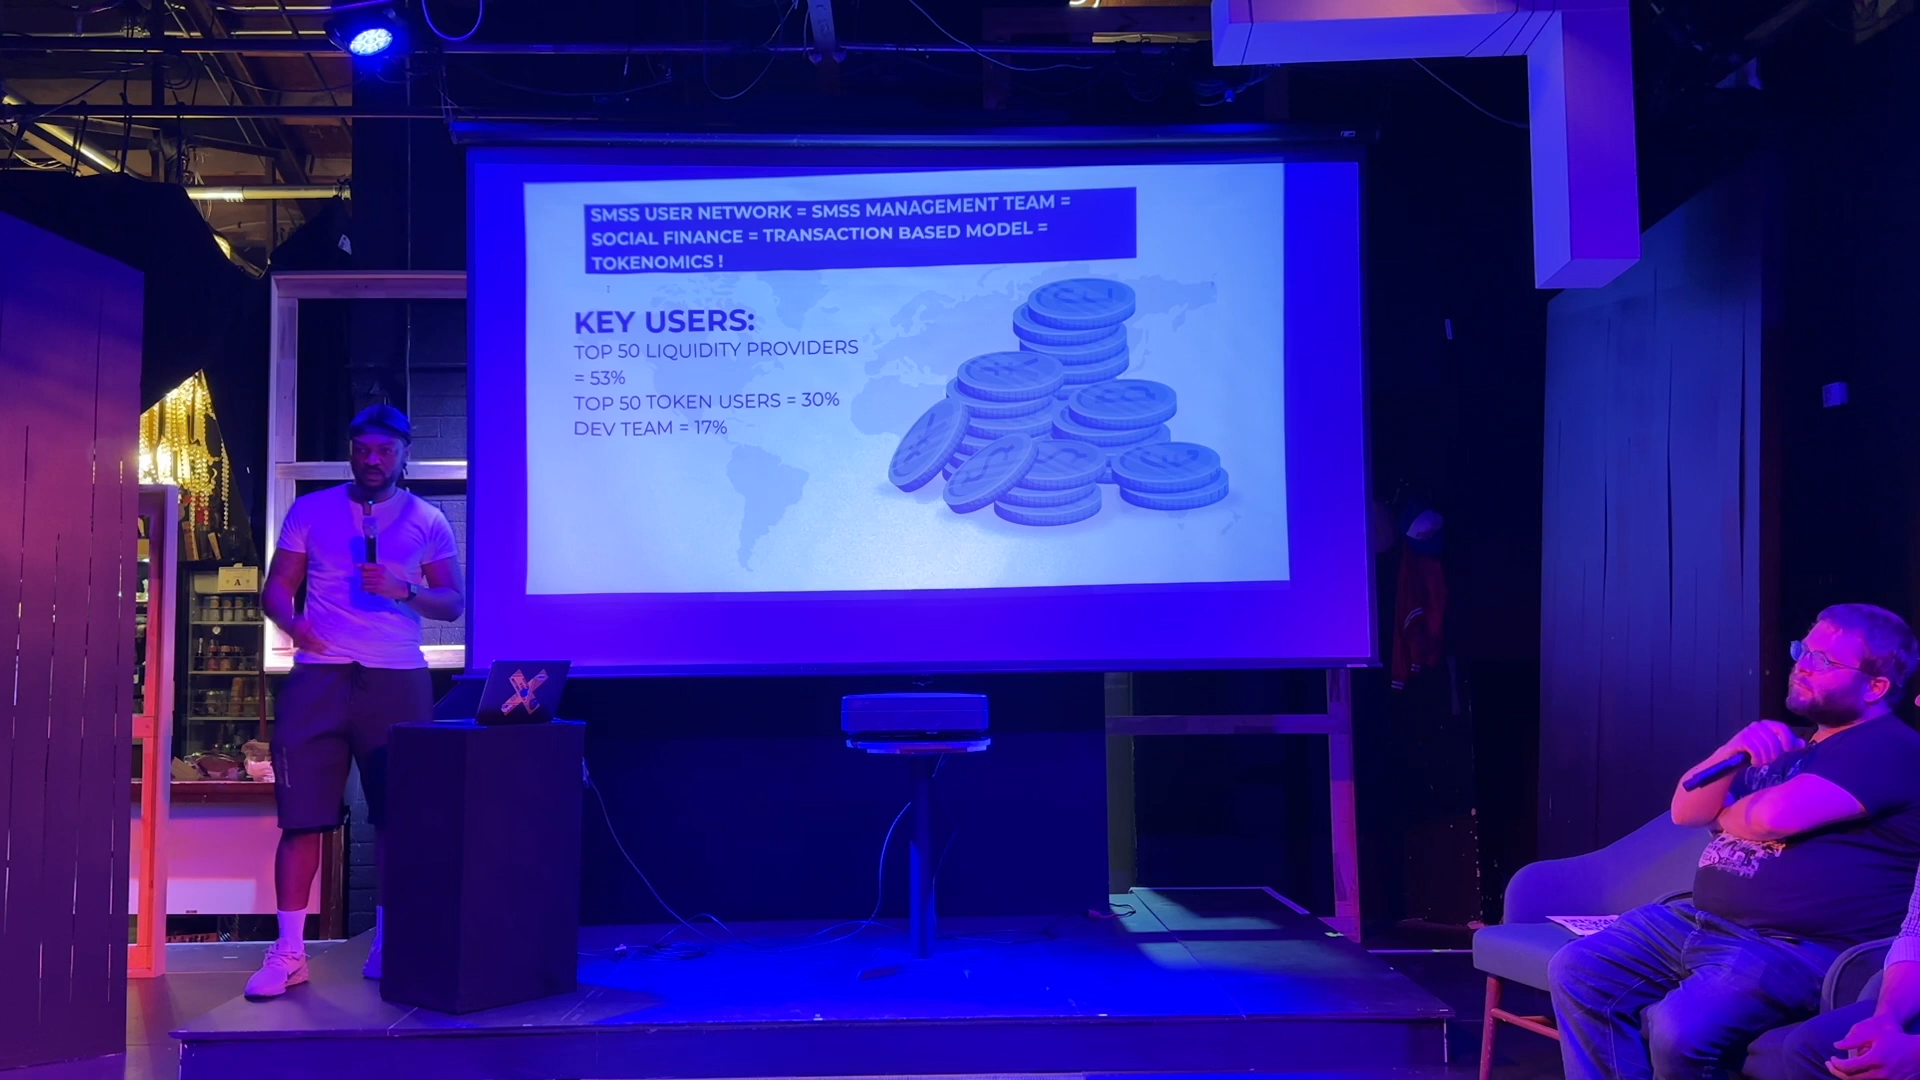 SMSS USER NETWORK = SMSS MANAGEMENT TEAM =
SOCIAL FINANCE = TRANSACTION BASED MODEL =
TOKENOMICS !
KEY USERS:
TOP 50 LIQUIDITY PROVIDERS
= 53%
TOP 50 TOKEN USERS = 30%
DEV TEAM = 17%
A